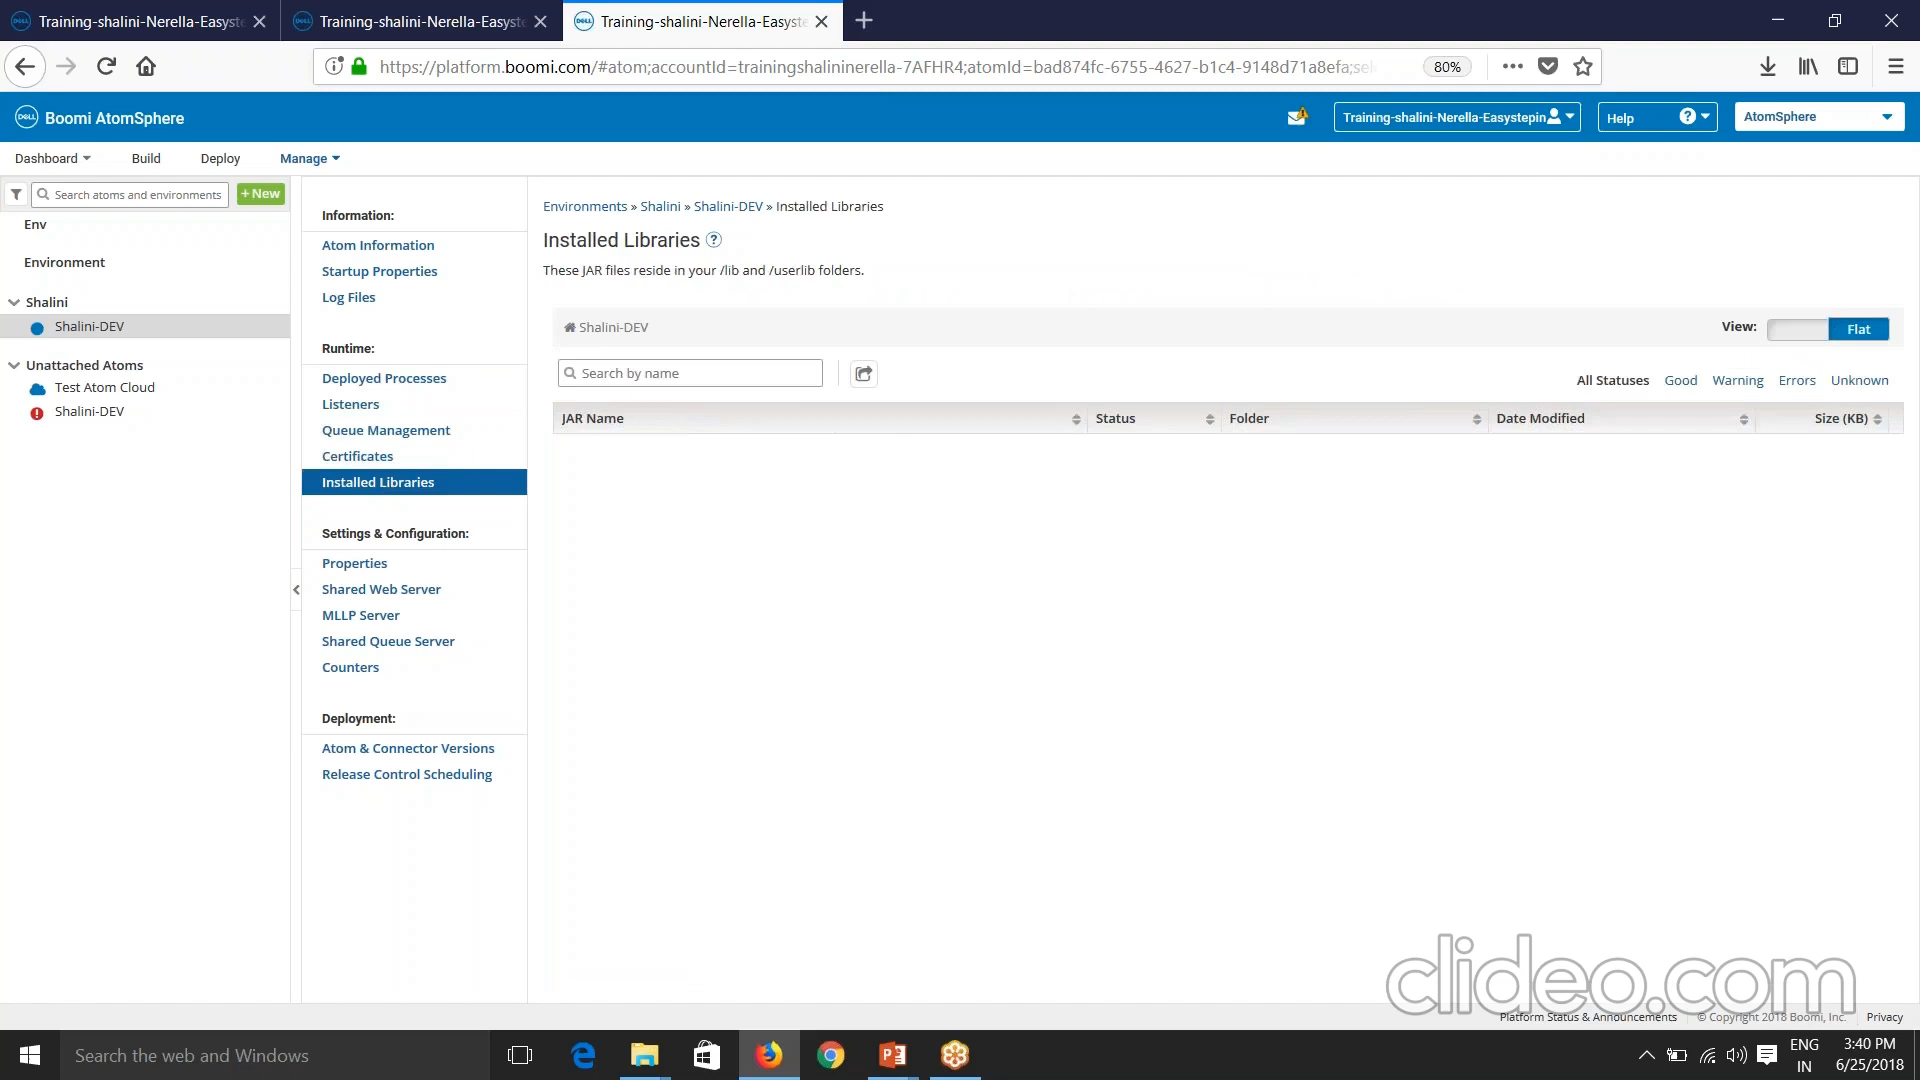 Training-shalini-Nerella-Easyste
Training-shalini-Nerella-Easyste
Training-shalini-Nerella-Easyste
https://platform.boomi.com/#atom;accountId=trainingshalininerella-7AFHR4;atomId=bad874fc-6755-4627-b1c4-9148d71a8efa;sel
80%
DELL Boomi AtomSphere
Training-shalini-Nerella-Easystepin
Help
AtomSphere
Dashboard
Build
Deploy
Manage
Search atoms and environments
+ New
Env
Environment
Shalini
Shalini-DEV
Unattached Atoms
Test Atom Cloud
Shalini-DEV
Information:
Atom Information
Startup Properties
Log Files
Runtime:
Deployed Processes
Listeners
Queue Management
Certificates
Installed Libraries
Settings & Configuration:
Properties
Shared Web Server
MLLP Server
Shared Queue Server
Counters
Deployment:
Atom & Connector Versions
Release Control Scheduling
Environments » Shalini » Shalini-DEV » Installed Libraries
Installed Libraries
These JAR files reside in your /lib and /userlib folders.
Shalini-DEV
View:
Flat
Search by name
All Statuses Good Warning Errors Unknown
JAR Name Status Folder Date Modified Size (KB)
clideo.com
Platform Status & Announcements © Copyright 2018 Boomi, Inc. Privacy
Search the web and Windows
ENG
IN
3:40 PM
6/25/2018